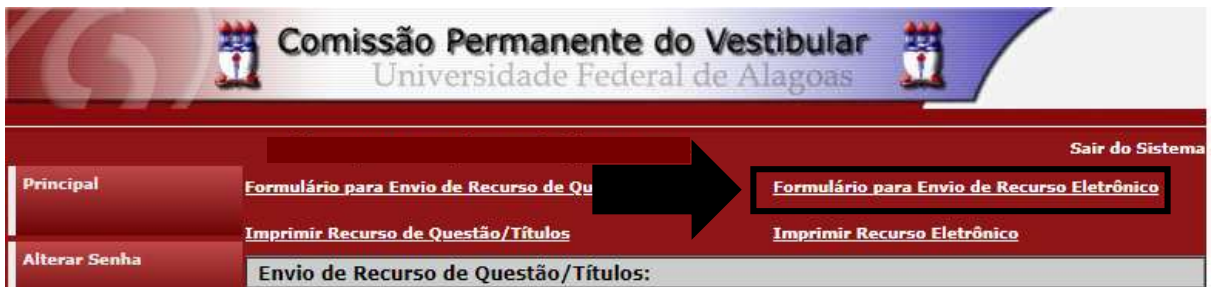 Comissão Permanente do Vestibular
Universidade Federal de Alagoas
Sair do Sistema
Principal
Formulário para Envio de Recurso de Qu
Formulário para Envio de Recurso Eletrônico
Imprimir Recurso de Questão/Títulos
Imprimir Recurso Eletrônico
Alterar Senha
Envio de Recurso de Questão/Títulos: